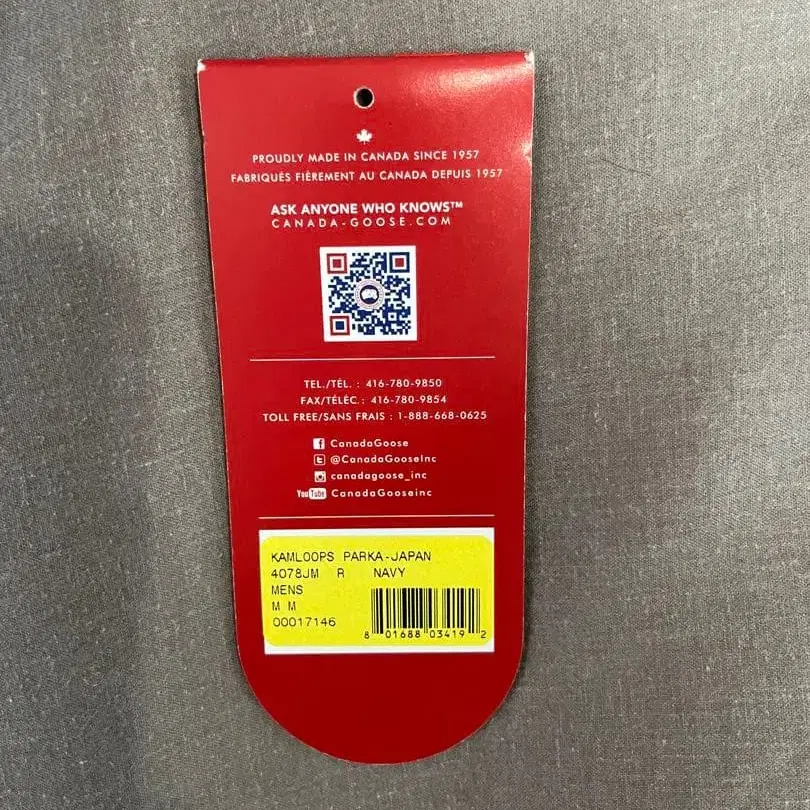 PROUDLY MADE IN CANADA SINCE 1957
FABRIQUÉS FIÈREMENT AU CANADA DEPUIS 1957
ASK ANYONE WHO KNOWS™
CANADA-GOOSE.COM
TEL./TÉL. : 416-780-9850
FAX/TÉLÉC.: 416-780-9854
TOLL FREE/SANS FRAIS : 1-888-668-0625
f CanadaGoose
t @CanadaGooseInc
canadagoose_inc
YouTube CanadaGooseinc
KAMLOOPS PARKA-JAPAN
4078JM R NAVY
MENS
M M
00017146
8 01688 03419 2